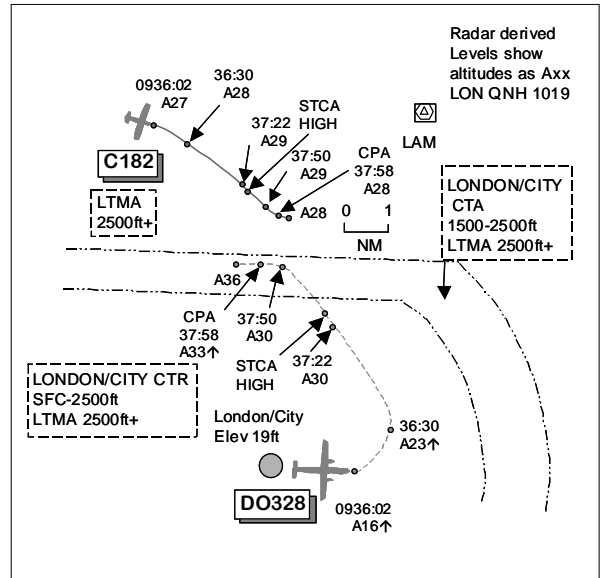 Radar derived
Levels show
altitudes as Axx
LON QNH 1019
0936:02
A27
36:30
A28
STCA
HIGH
37:22
A29
37:50
A29
CPA
37:58
A28
A28
LAM
C182
LTMA
2500ft+
0 1
NM
LONDON/CITY
CTA
1500-2500ft
LTMA 2500ft+
A36
CPA
37:58
A33↑
37:50
A30
STCA
HIGH
37:22
A30
LONDON/CITY CTR
SFC-2500ft
LTMA 2500ft+
London/City
Elev 19ft
36:30
A23↑
DO328
0936:02
A16↑